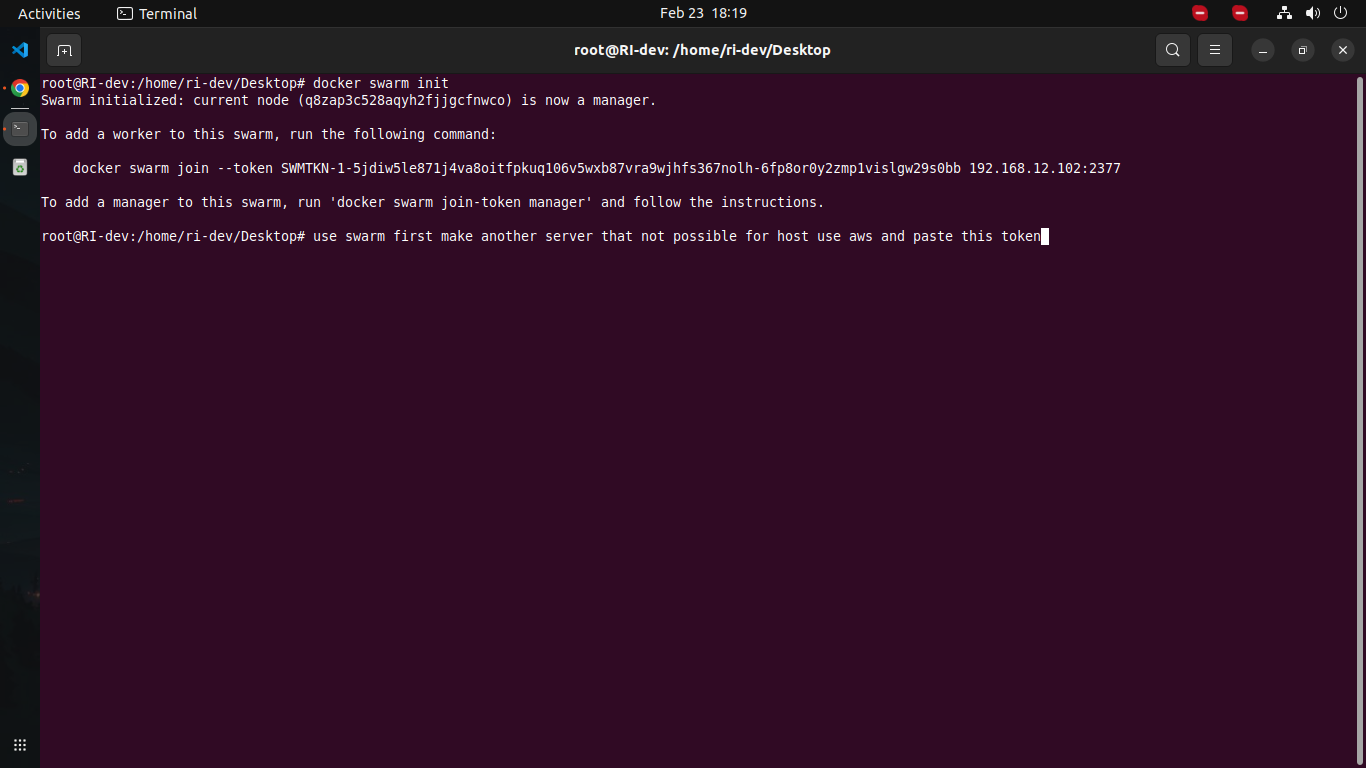 Activities
Terminal
Feb 23 18:19
root@RI-dev: /home/ri-dev/Desktop
root@RI-dev:/home/ri-dev/Desktop# docker swarm init
Swarm initialized: current node (q8zap3c528aqyh2fjjgcfnwco) is now a manager.
To add a worker to this swarm, run the following command:
docker swarm join --token SWMTKN-1-5jdiw5le871j4va8oitfpkuq106v5wxb87vra9wjhfs367nolh-6fp8or0y2zmp1vislgw29s0bb 192.168.12.102:2377
To add a manager to this swarm, run 'docker swarm join-token manager' and follow the instructions.
root@RI-dev:/home/ri-dev/Desktop# use swarm first make another server that not possible for host use aws and paste this token